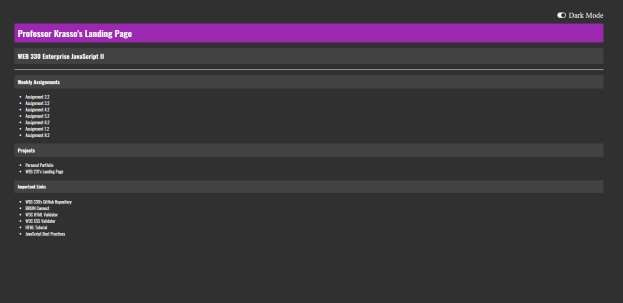 Dark Mode
Professor Krasso's Landing Page
WEB 330 Enterprise JavaScript II
Weekly Assignments
Assignment 2.2
Assignment 3.2
Assignment 4.2
Assignment 5.2
Assignment 6.2
Assignment 7.2
Assignment 8.2
Projects
Personal Portfolio
WEB 231's Landing Page
Important Links
WEB 330's GitHub Repository
BRUIN Connect
W3C HTML Validator
W3C CSS Validator
HTML Tutorial
JavaScript Best Practices